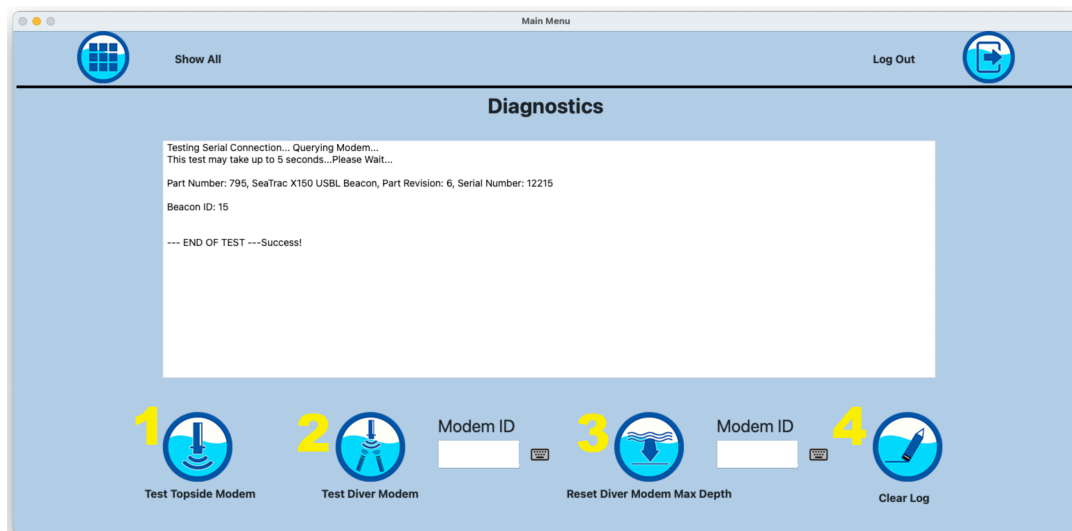 Main Menu
Show All
Log Out
Diagnostics
Testing Serial Connection... Querying Modem...
This test may take up to 5 seconds...Please Wait...
Part Number: 795, SeaTrac X150 USBL Beacon, Part Revision: 6, Serial Number: 12215
Beacon ID: 15
--- END OF TEST ---Success!
1
2
Modem ID
3
Modem ID
4
Test Topside Modem
Test Diver Modem
Reset Diver Modem Max Depth
Clear Log